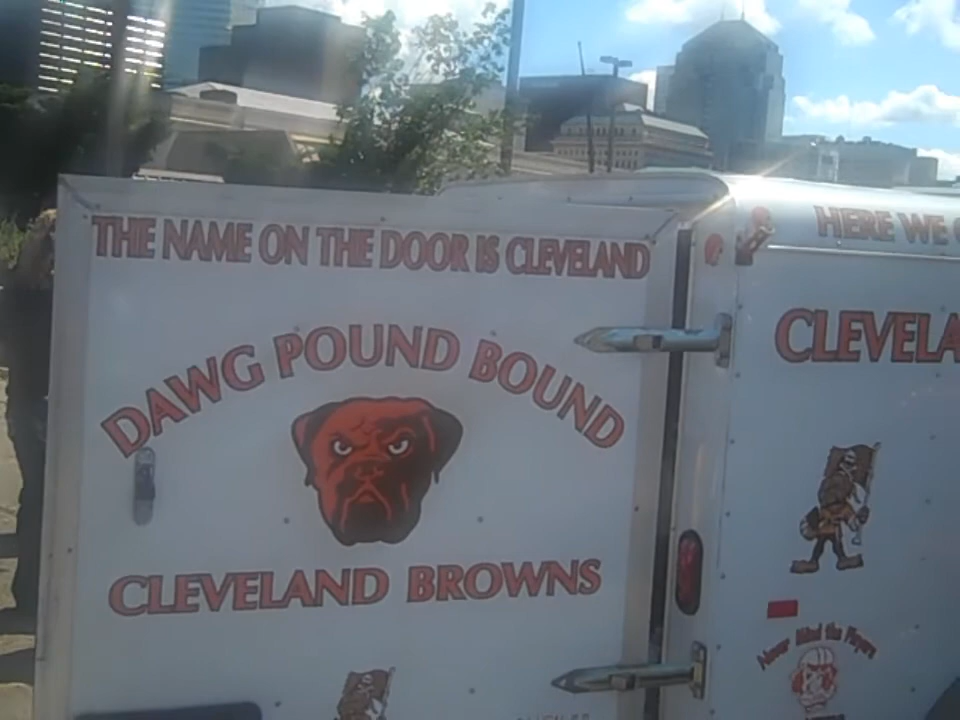 THE NAME ON THE DOOR IS CLEVELAND
DAWG POUND BOUND
CLEVELAND BROWNS
HERE WE
CLEVELA
Never Mind the Players